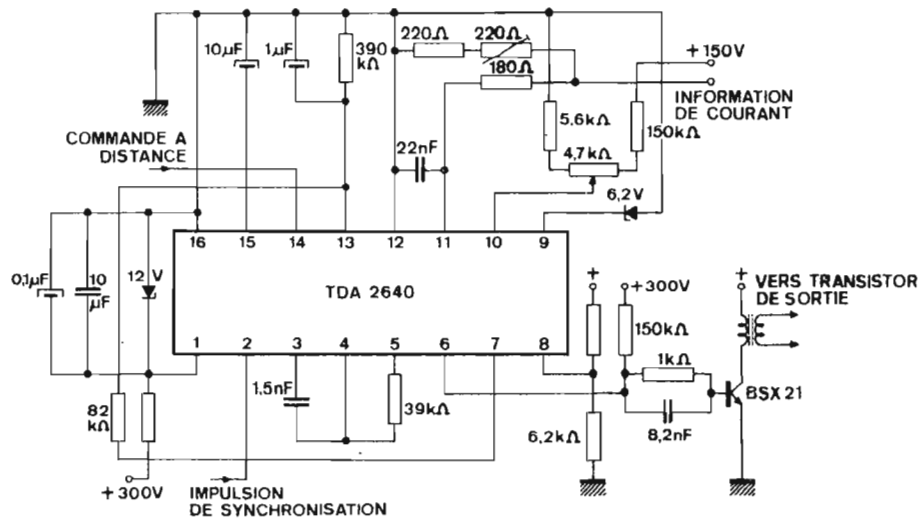 10µF
1µF
390
kΩ
220Ω
220Ω
180Ω
+150V
INFORMATION
DE COURANT
COMMANDE A
DISTANCE
22nF
5.6kΩ
150kΩ
4,7kΩ
6,2V
16 15 14 13 12 11 10 9
0,1µF
10
µF
12 V
TDA 2640
1 2 3 4 5 6 7 8
+
+300V
+
VERS TRANSISTOR
DE SORTIE
150kΩ
1kΩ
1,5nF
39kΩ
BSX21
82
kΩ
6,2kΩ
8,2nF
+300V
IMPULSION
DE SYNCHRONISATION